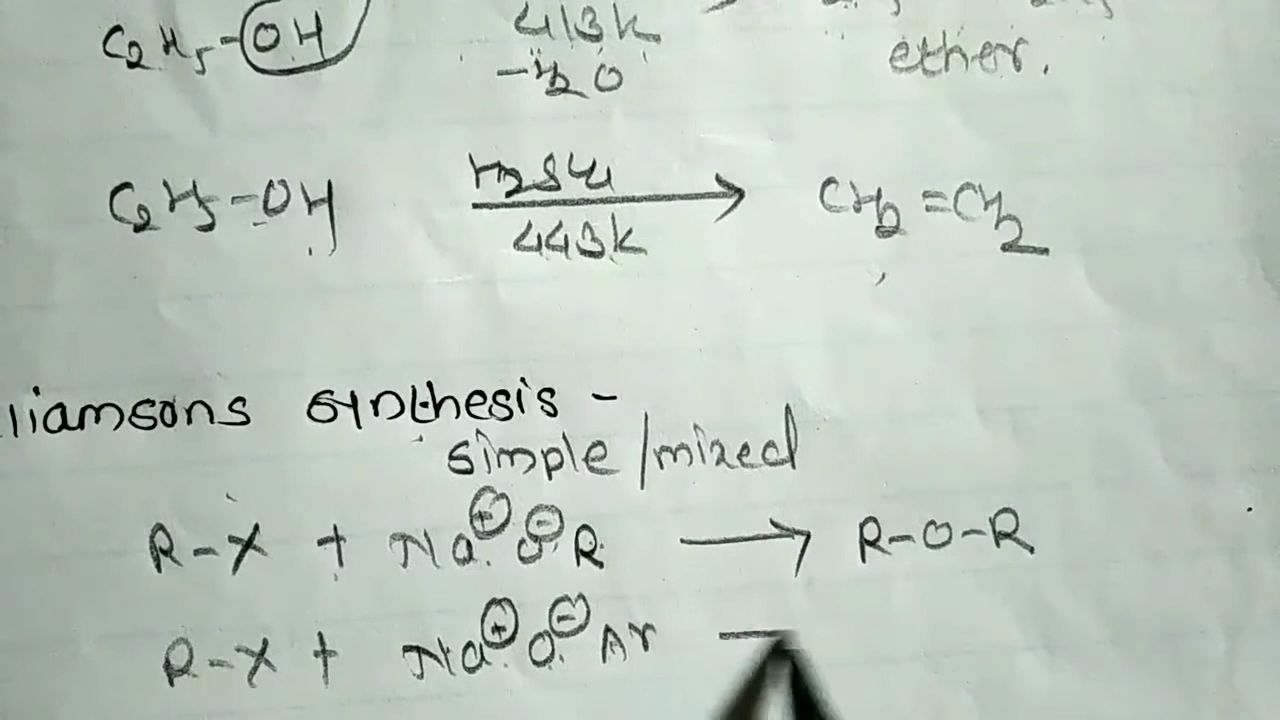 C2H5-OH 413K
-H2O ether.
C2H5-OH H2SO4 443K → CH2=CH2
liamsons synthesis -
simple/mixed
R-X + Na⊕O⊖R → R-O-R
R-X + Na⊕O⊖Ar —